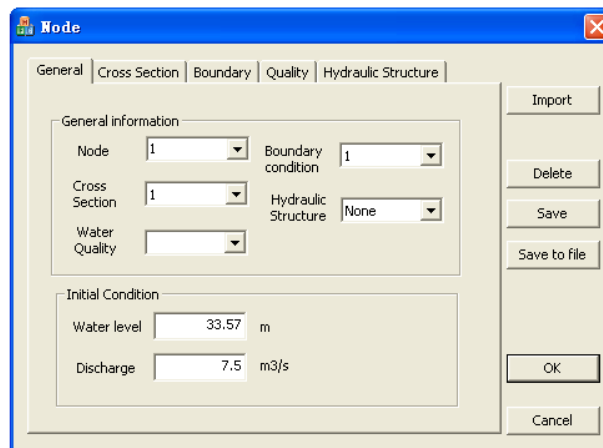 Node
General Cross Section Boundary Quality Hydraulic Structure
General information
Node 1
Boundary condition 1
Cross Section 1
Hydraulic Structure None
Water Quality
Initial Condition
Water level 33.57 m
Discharge 7.5 m3/s
Import
Delete
Save
Save to file
OK
Cancel